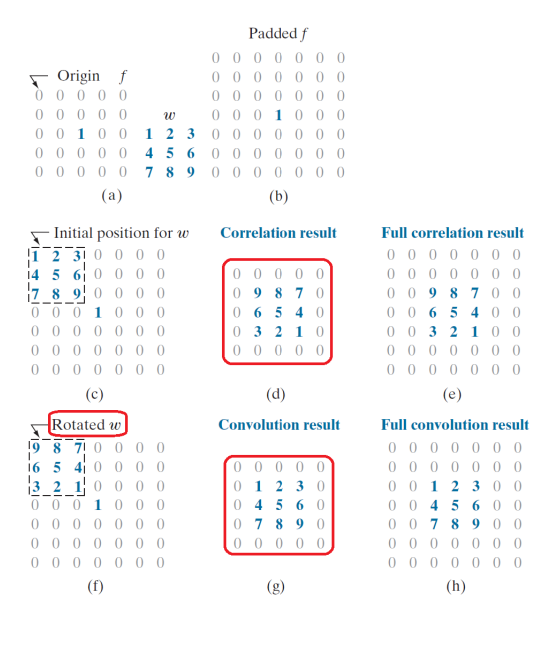 Padded f
0 0 0 0 0 0 0
Origin f 0 0 0 0 0 0 0
0 0 0 0 0 0 0 0 0 0 0 0
0 0 0 0 0 w 0 0 0 1 0 0 0
0 0 1 0 0 1 2 3 0 0 0 0 0 0 0
0 0 0 0 0 4 5 6 0 0 0 0 0 0 0
0 0 0 0 0 7 8 9 0 0 0 0 0 0 0
(a) (b)
Initial position for w Correlation result Full correlation result
1 2 3 0 0 0 0 0 0 0 0 0 0 0
4 5 6 0 0 0 0 0 0 0 0 0 0 0 0 0 0 0 0
7 8 9 0 0 0 0 0 9 8 7 0 0 0 9 8 7 0 0
0 0 0 1 0 0 0 0 6 5 4 0 0 0 6 5 4 0 0
0 0 0 0 0 0 0 0 3 2 1 0 0 0 3 2 1 0 0
0 0 0 0 0 0 0 0 0 0 0 0 0 0 0 0 0 0 0
0 0 0 0 0 0 0 0 0 0 0 0 0 0
(c) (d) (e)
Rotated w Convolution result Full convolution result
9 8 7 0 0 0 0 0 0 0 0 0 0 0
6 5 4 0 0 0 0 0 0 0 0 0 0 0 0 0 0 0 0
3 2 1 0 0 0 0 0 1 2 3 0 0 0 1 2 3 0 0
0 0 0 1 0 0 0 0 4 5 6 0 0 0 4 5 6 0 0
0 0 0 0 0 0 0 0 7 8 9 0 0 0 7 8 9 0 0
0 0 0 0 0 0 0 0 0 0 0 0 0 0 0 0 0 0 0
0 0 0 0 0 0 0 0 0 0 0 0 0 0
(f) (g) (h)